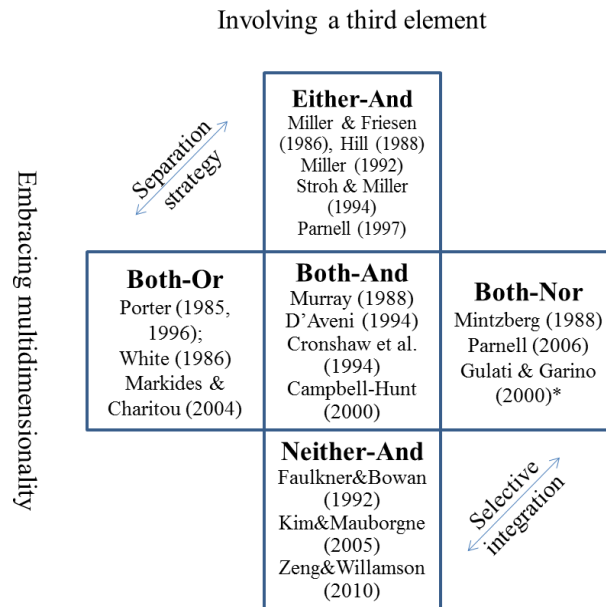 Involving a third element
Embracing multidimensionality
Separation
strategy
Either-And
Miller & Friesen
(1986), Hill (1988)
Miller (1992)
Stroh & Miller
(1994)
Parnell (1997)
Both-Or
Porter (1985,
1996);
White (1986)
Markides &
Charitou (2004)
Both-And
Murray (1988)
D’Aveni (1994)
Cronshaw et al.
(1994)
Campbell-Hunt
(2000)
Both-Nor
Mintzberg (1988)
Parnell (2006)
Gulati & Garino
(2000)*
Neither-And
Faulkner&Bowan
(1992)
Kim&Mauborgne
(2005)
Zeng&Willamson
(2010)
Selective
integration